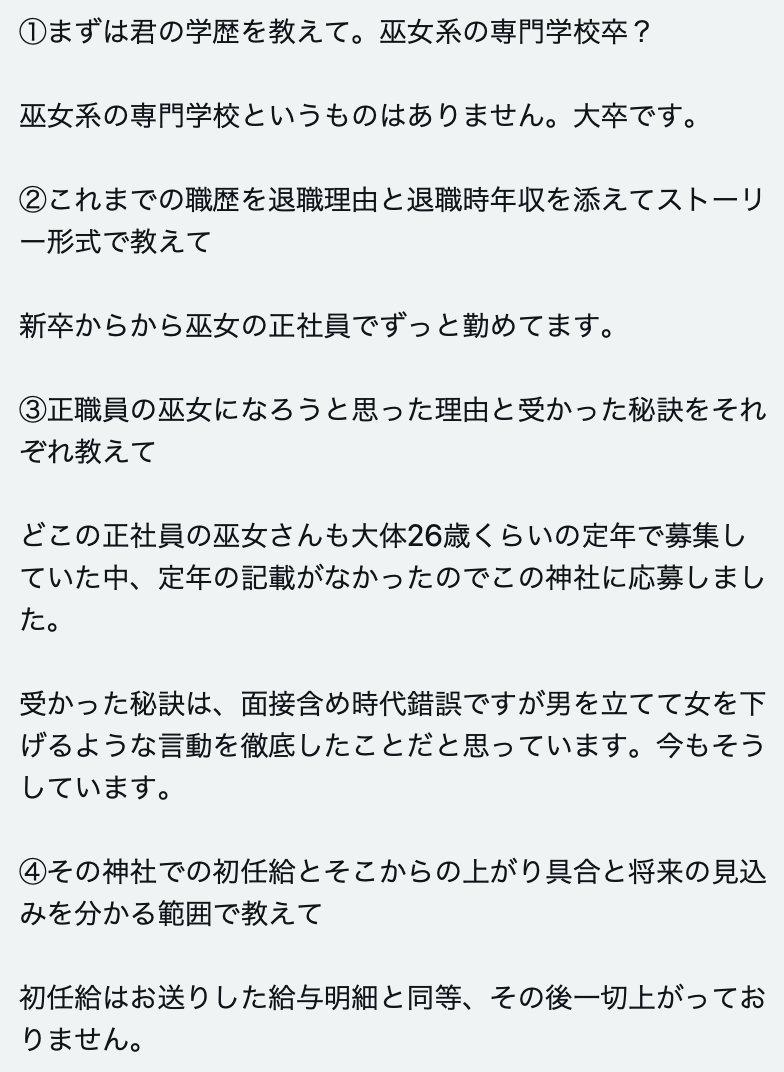 ①まずは君の学歴を教えて。巫女系の専門学校卒？
巫女系の専門学校というものはありません。大卒です。
②これまでの職歴を退職理由と退職時年収を添えてストーリ
ー形式で教えて
新卒からから巫女の正社員でずっと勤めてます。
③正職員の巫女になろうと思った理由と受かった秘訣をそれ
ぞれ教えて
どこの正社員の巫女さんも大体26歳くらいの定年で募集し
ていた中、定年の記載がなかったのでこの神社に応募しまし
た。
受かった秘訣は、面接含め時代錯誤ですが男を立てて女を下
げるような言動を徹底したことだと思っています。今もそう
しています。
④その神社での初任給とそこからの上がり具合と将来の見込
みを分かる範囲で教えて
初任給はお送りした給与明細と同等、その後一切上がってお
りません。